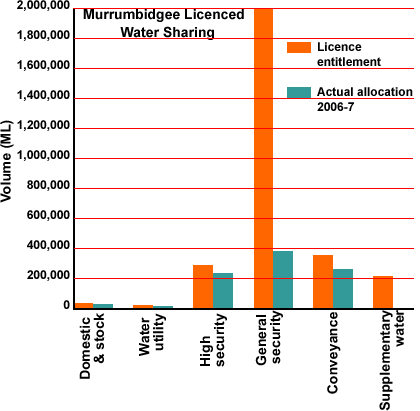 Murrumbidgee Licenced
Water Sharing
Licence
entitlement
Actual allocation
2006-7
Volume (ML)
2,000,000
1,800,000
1,600,000
1,400,000
1,200,000
1,000,000
800,000
600,000
400,000
200,000
0
Domestic
& stock
Water
utility
High
security
General
security
Conveyance
Supplementary
water